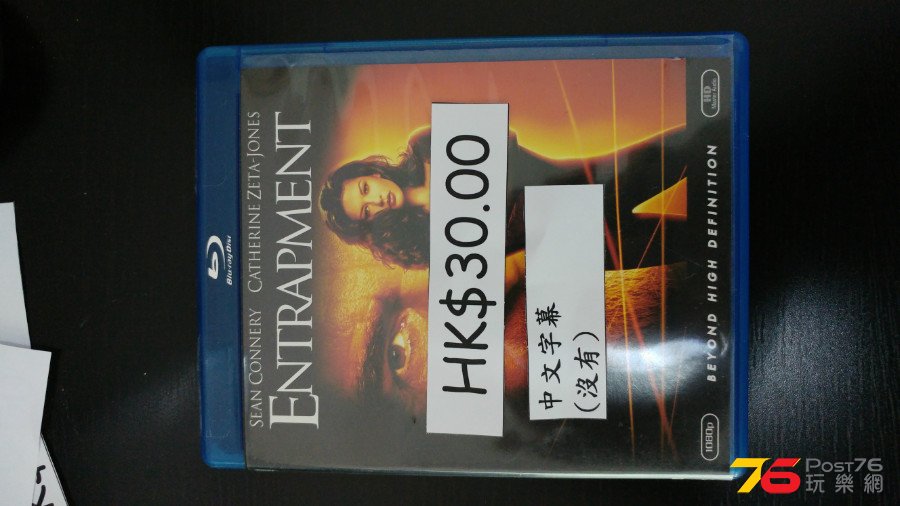 Blu-ray Disc
SEAN CONNERY CATHERINE ZETA-JONES
ENTRAPMENT
HK$30.00
中文字幕
(沒有)
1080p
BEYOND HIGH DEFINITION
HD
76 Post76
玩樂網